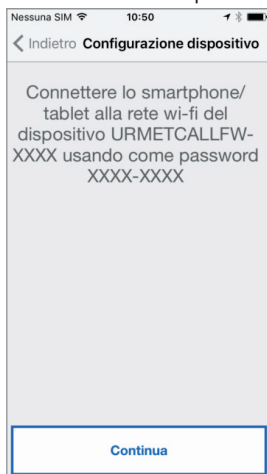 Nessuna SIM 10:50
Indietro Configurazione dispositivo
Connettere lo smartphone/
tablet alla rete wi-fi del
dispositivo URMETCALLFW-
XXXX usando come password
XXXX-XXXX
Continua